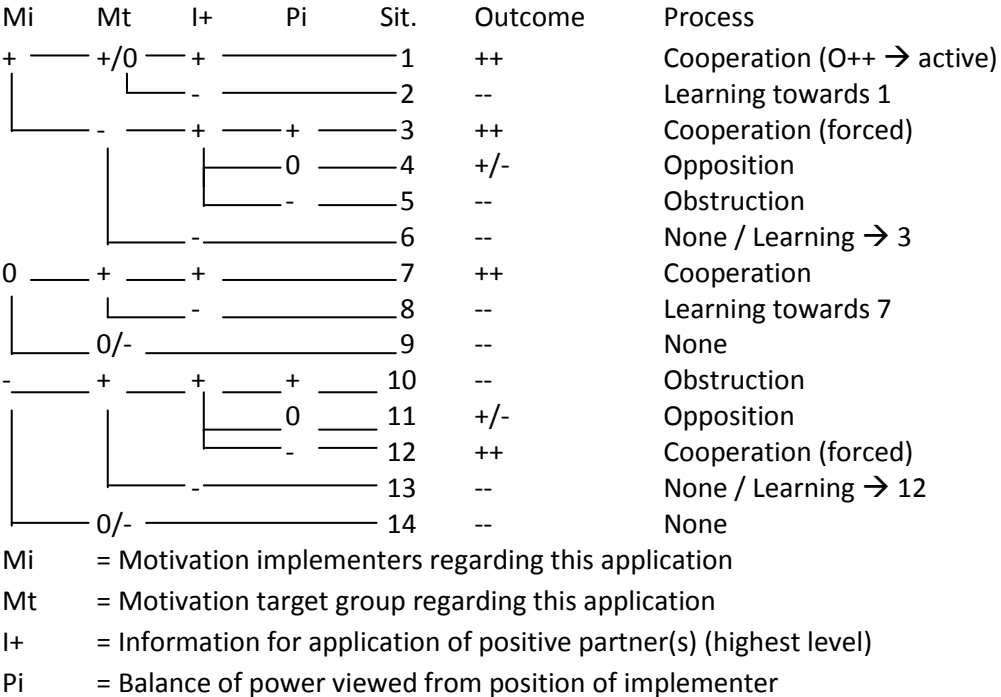 Mi Mt I+ Pi Sit. Outcome Process
+ +/0 + 1 ++ Cooperation (O++ → active)
- 2 -- Learning towards 1
- + + 3 ++ Cooperation (forced)
0 4 +/- Opposition
- 5 -- Obstruction
- 6 -- None / Learning → 3
0 + + 7 ++ Cooperation
- 8 -- Learning towards 7
0/- 9 -- None
- + + + 10 -- Obstruction
0 11 +/- Opposition
- 12 ++ Cooperation (forced)
- 13 -- None / Learning → 12
0/- 14 -- None
Mi = Motivation implementers regarding this application
Mt = Motivation target group regarding this application
I+ = Information for application of positive partner(s) (highest level)
Pi = Balance of power viewed from position of implementer